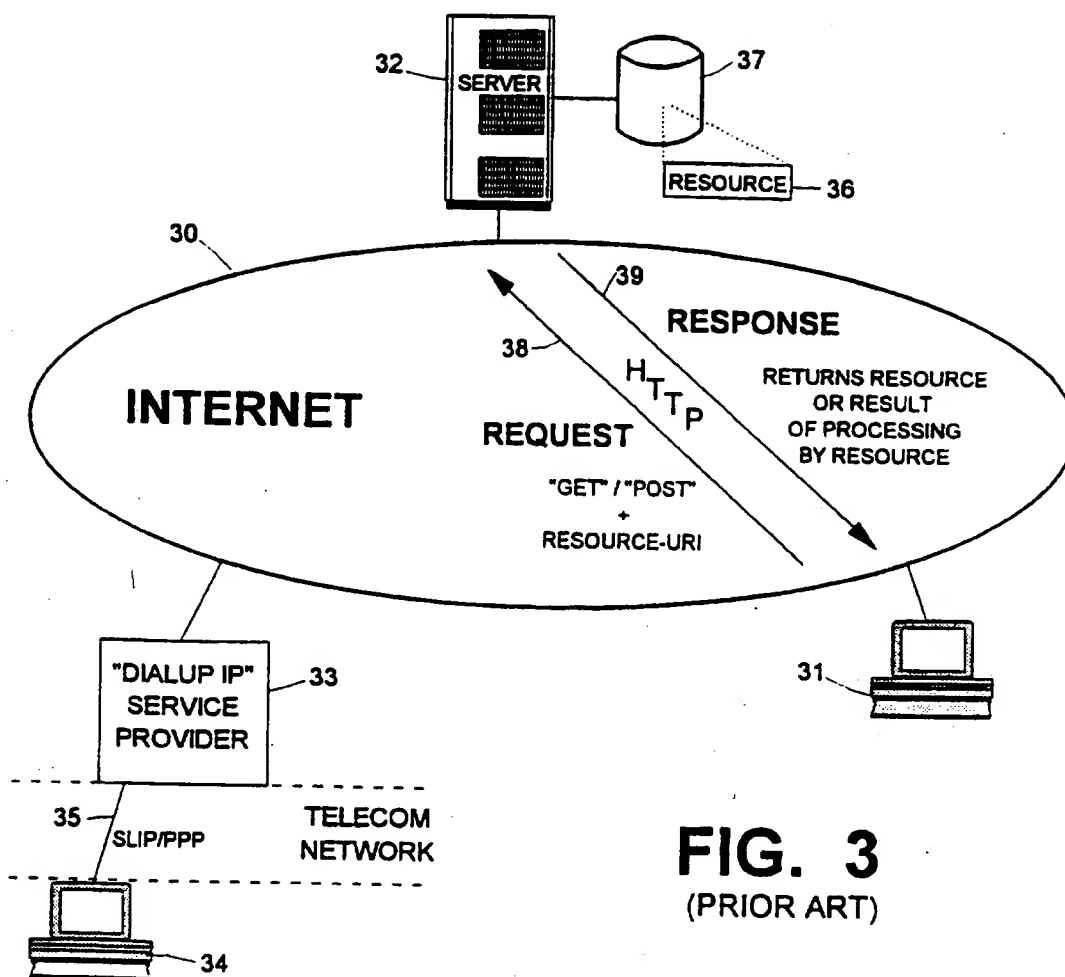 32
SERVER
37
RESOURCE
36
30
39
RESPONSE
38
HTTP
INTERNET
RETURNS RESOURCE
OR RESULT
OF PROCESSING
BY RESOURCE
REQUEST
"GET" / "POST"
+
RESOURCE-URI
"DIALUP IP"
SERVICE
PROVIDER
33
31
35
SLIP/PPP
TELECOM
NETWORK
34
FIG. 3
(PRIOR ART)